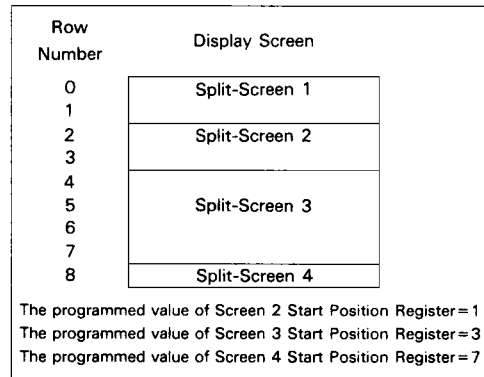 Row
Number
Display Screen
0 Split-Screen 1
1
2 Split-Screen 2
3
4
5 Split-Screen 3
6
7
8 Split-Screen 4
The programmed value of Screen 2 Start Position Register=1
The programmed value of Screen 3 Start Position Register=3
The programmed value of Screen 4 Start Position Register=7